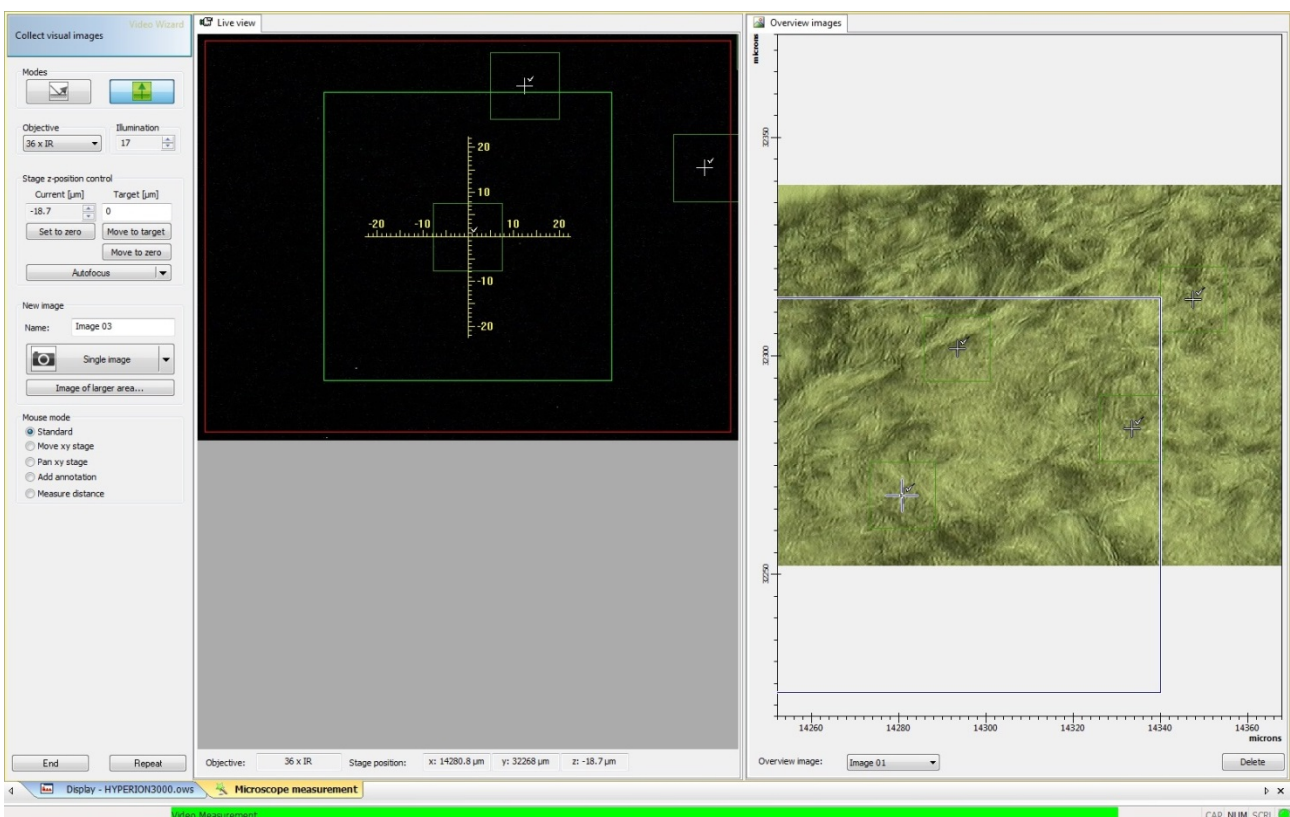 Video Wizard
Collect visual images
Modes
Objective
Illumination
36 x IR
17
Stage z-position control
Current [µm]
Target [µm]
-18.7
0
Set to zero
Move to target
Move to zero
Autofocus
New image
Name:
Image 03
Single image
Image of larger area...
Mouse mode
Standard
Move xy stage
Pan xy stage
Add annotation
Measure distance
End
Repeat
Live view
20
10
-20
-10
10
20
-10
-20
Objective:
36 x IR
Stage position:
x: 14280.8 µm
y: 32268 µm
z: -18.7 µm
Overview images
microns
32350
32300
32250
14260
14280
14300
14320
14340
14360
microns
Overview image:
Image 01
Delete
Display - HYPERION3000.ows
Microscope measurement
Video Measurement
CAP NUM SCRL